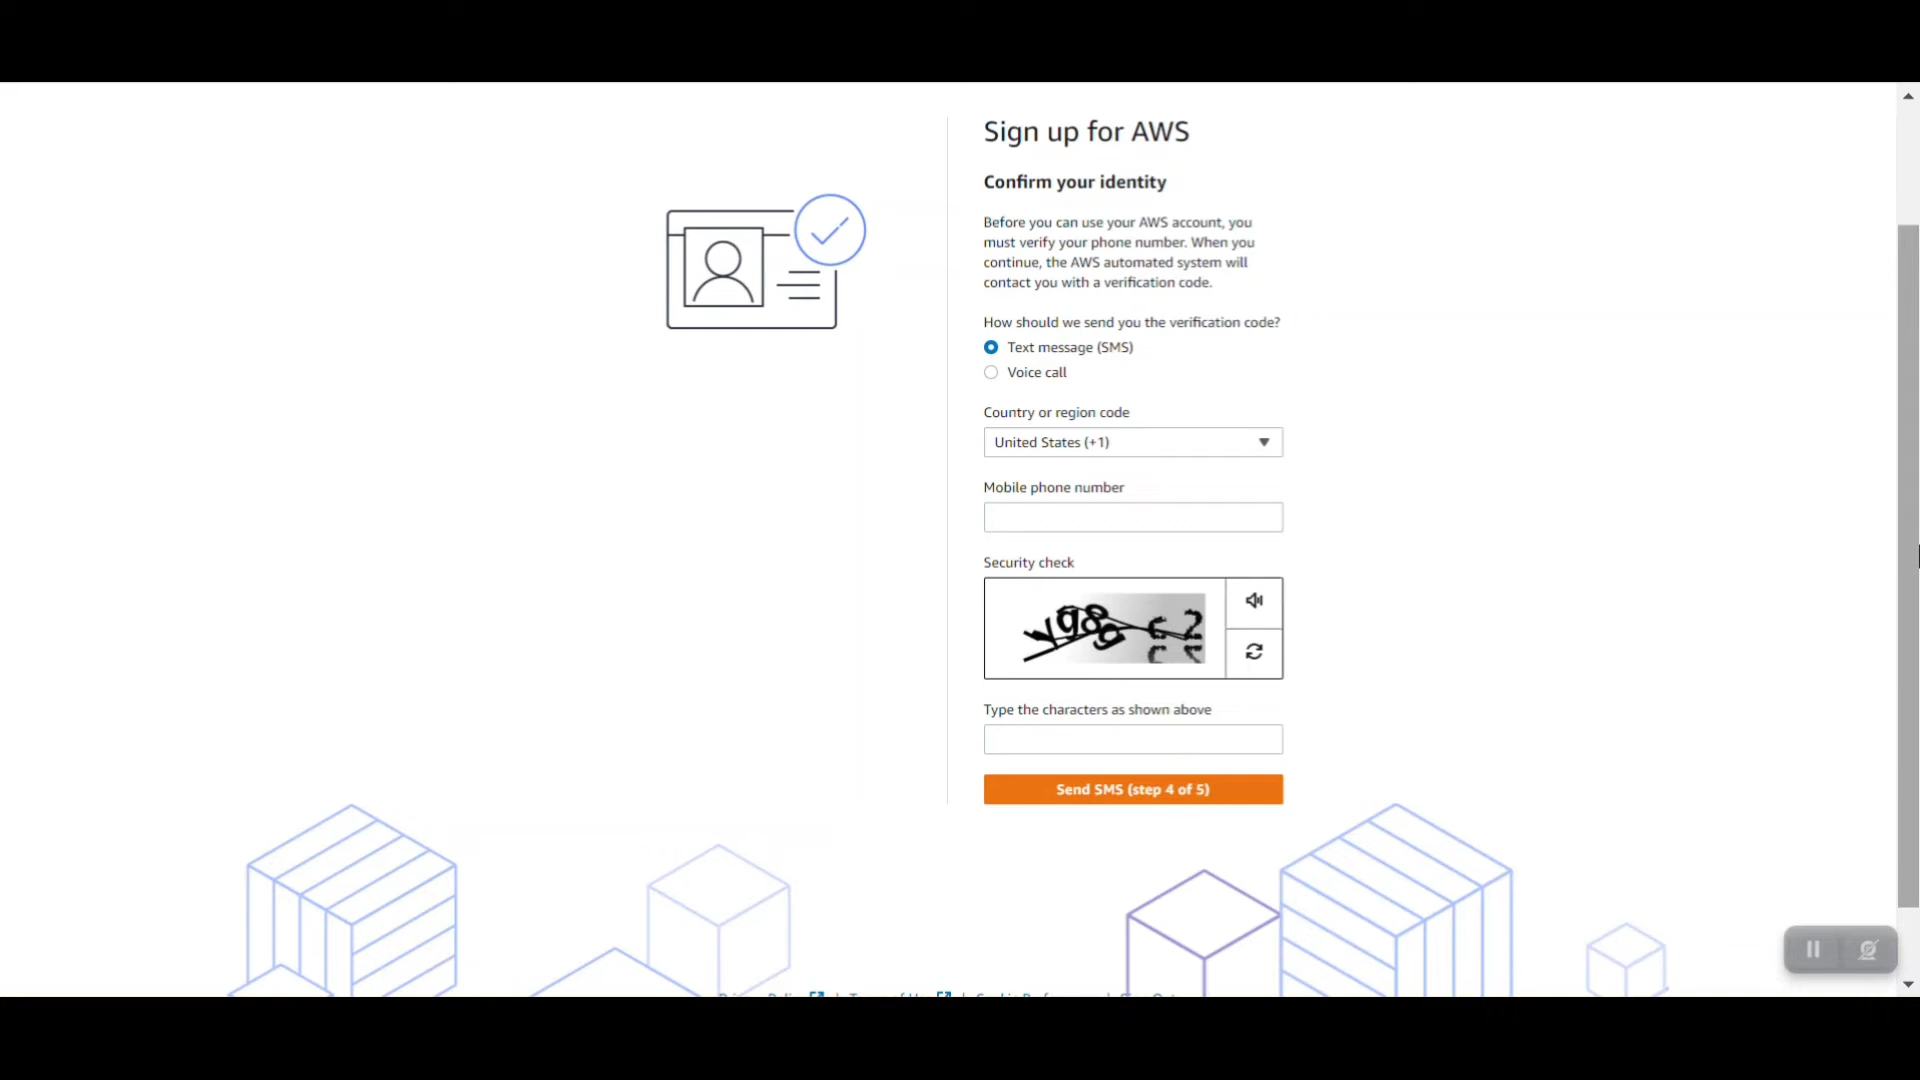 Sign up for AWS
Confirm your identity
Before you can use your AWS account, you
must verify your phone number. When you
continue, the AWS automated system will
contact you with a verification code.
How should we send you the verification code?
Text message (SMS)
Voice call
Country or region code
United States (+1)
Mobile phone number
Security check
Type the characters as shown above
Send SMS (step 4 of 5)